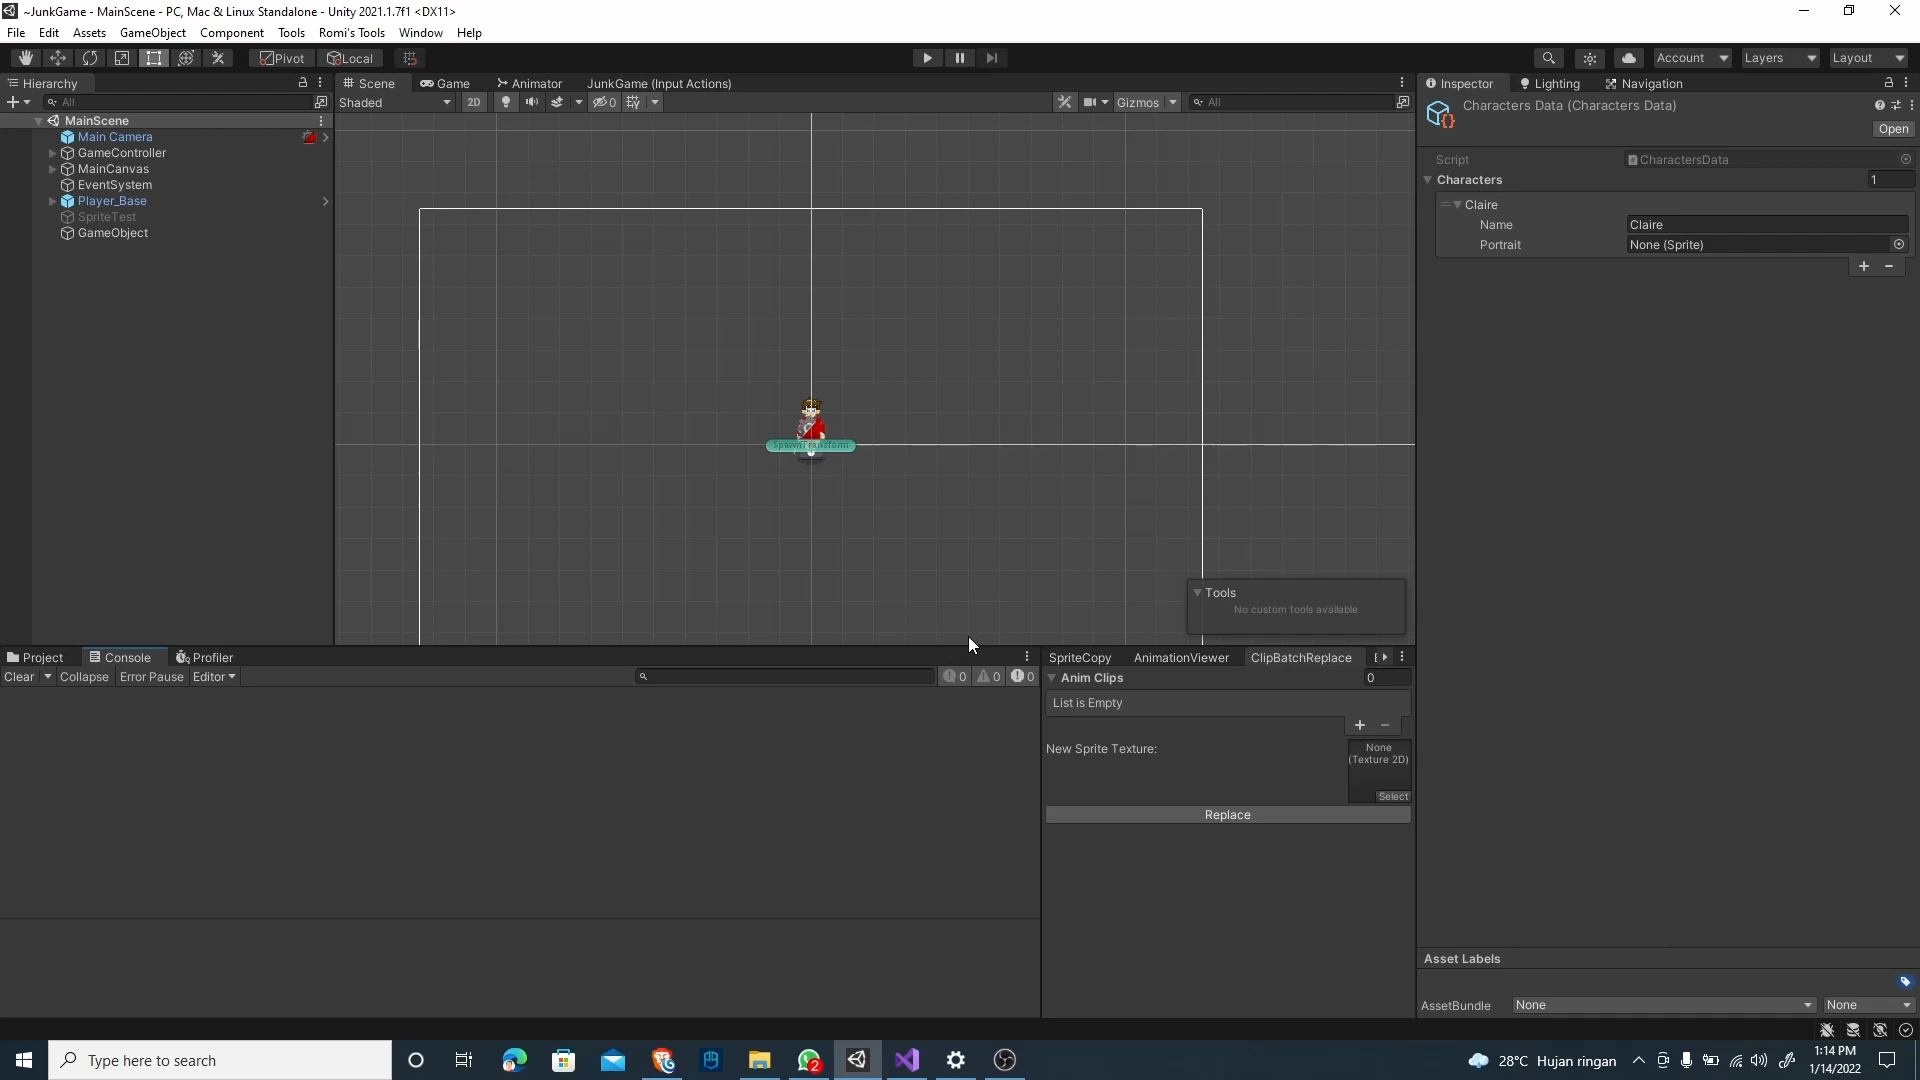 ~JunkGame - MainScene - PC, Mac & Linux Standalone - Unity 2021.1.7f1 <DX11>
File Edit Assets GameObject Component Tools Romi's Tools Window Help
Pivot Local Account Layers Layout
Hierarchy
All
MainScene
Main Camera
GameController
MainCanvas
EventSystem
Player_Base
SpriteTest
GameObject
Scene Game Animator JunkGame (Input Actions)
Shaded 2D 0 Gizmos All
SpawnTransform
Tools
No custom tools available
Inspector Lighting Navigation
Characters Data (Characters Data)
Open
Script CharactersData
Characters 1
Claire
Name Claire
Portrait None (Sprite)
Project Console Profiler
Clear Collapse Error Pause Editor 0 0 0
SpriteCopy AnimationViewer ClipBatchReplace
Anim Clips 0
List is Empty
New Sprite Texture:
None
(Texture 2D)
Select
Replace
Asset Labels
AssetBundle None None
Type here to search
2
28°C Hujan ringan
1:14 PM
1/14/2022